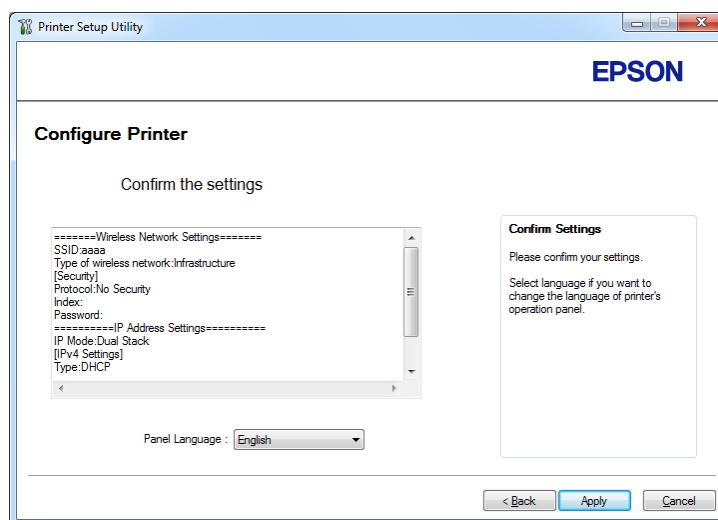 Printer Setup Utility
EPSON
Configure Printer
Confirm the settings
=======Wireless Network Settings=======
SSID:aaaa
Type of wireless network:Infrastructure
[Security]
Protocol:No Security
Index:
Password:
==========IP Address Settings==========
IP Mode:Dual Stack
[IPv4 Settings]
Type:DHCP
Panel Language : English
Confirm Settings
Please confirm your settings.
Select language if you want to
change the language of printer's
operation panel.
< Back Apply Cancel